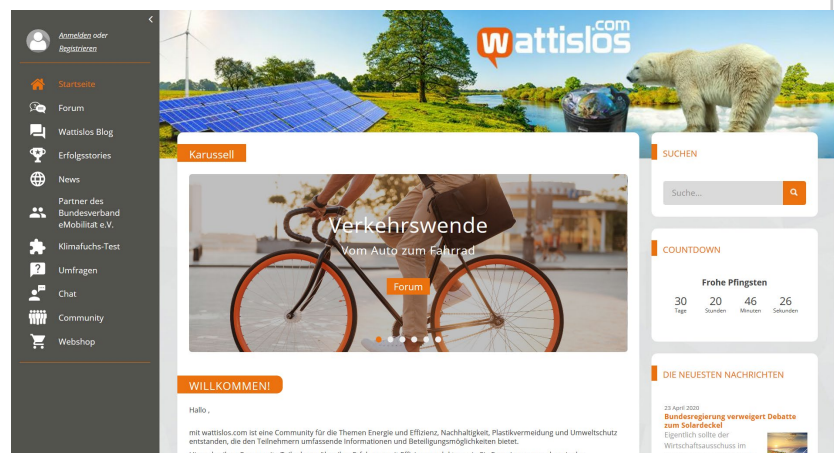 Anmelden oder
Registrieren
Startseite
Forum
Wattislos Blog
Erfolgsstories
News
Partner des
Bundesverband
eMobilität e.V.
Klimafuchs-Test
Umfragen
Chat
Community
Webshop
wattislos.com
Karussell
Verkehrswende
Vom Auto zum Fahrrad
Forum
WILLKOMMEN!
Hallo ,
mit wattislos.com ist eine Community für die Themen Energie und Effizienz, Nachhaltigkeit, Plastikvermeidung und Umweltschutz
entstanden, die den Teilnehmern umfassende Informationen und Beteiligungsmöglichkeiten bietet.
SUCHEN
Suche...
COUNTDOWN
Frohe Pfingsten
30 20 46 26
Tage Stunden Minuten Sekunden
DIE NEUESTEN NACHRICHTEN
23 April 2020
Bundesregierung verweigert Debatte
zum Solardeckel
Eigentlich sollte der
Wirtschaftsausschuss im